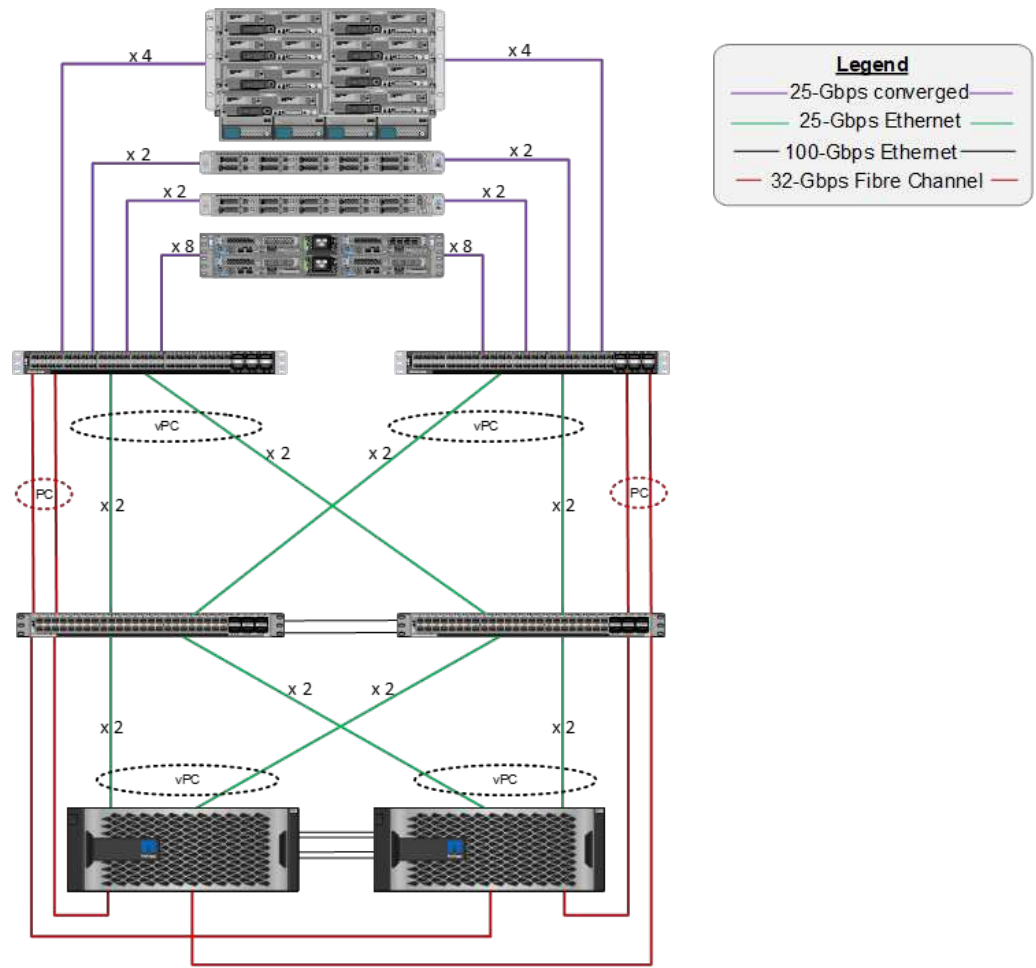 x 4
x 4
x 2
x 2
x 2
x 2
x 8
x 8
Legend
25-Gbps converged
25-Gbps Ethernet
100-Gbps Ethernet
32-Gbps Fibre Channel
vPC
vPC
x 2
x 2
PC
x 2
x 2
PC
x 2
x 2
x 2
x 2
vPC
vPC